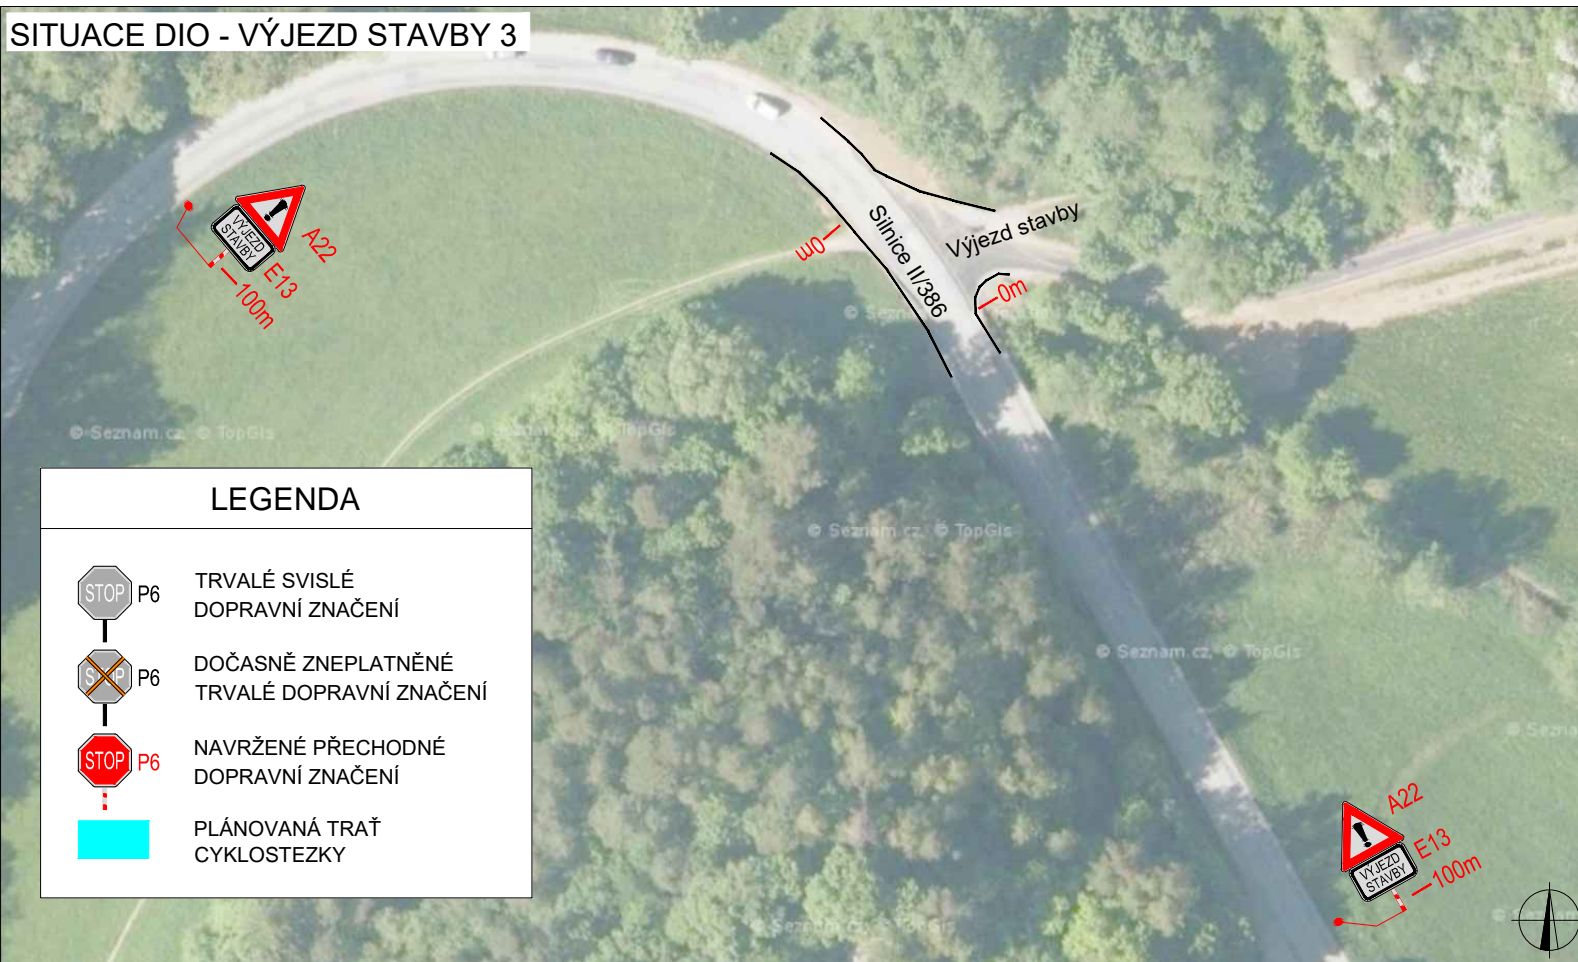 SITUACE DIO - VÝJEZD STAVBY 3
VÝJEZD
STAVBY
A22
E13
100m
0m
Silnice II/386
Výjezd stavby
0m
© Seznam.cz, © TopGis
© Seznam.cz, © TopGis
© Seznam.cz, © TopGis
LEGENDA
STOP P6 TRVALÉ SVISLÉ
DOPRAVNÍ ZNAČENÍ
STOP P6 DOČASNĚ ZNEPLATNĚNÉ
TRVALÉ DOPRAVNÍ ZNAČENÍ
STOP P6 NAVRŽENÉ PŘECHODNÉ
DOPRAVNÍ ZNAČENÍ
PLÁNOVANÁ TRAŤ
CYKLOSTEZKY
A22
E13
VÝJEZD
STAVBY
100m